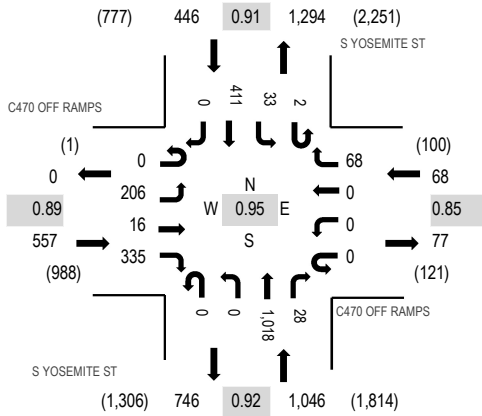 (777) 446 0.91 1,294 (2,251)
S YOSEMITE ST
0 411 33 2
C470 OFF RAMPS
(1) 0 68 (100)
0 206 0 68
0.89 16 W N 0.95 S E 0 0.85
557 335 0 77
(988) (121)
0 0 1,018 28
C470 OFF RAMPS
S YOSEMITE ST
(1,306) 746 0.92 1,046 (1,814)